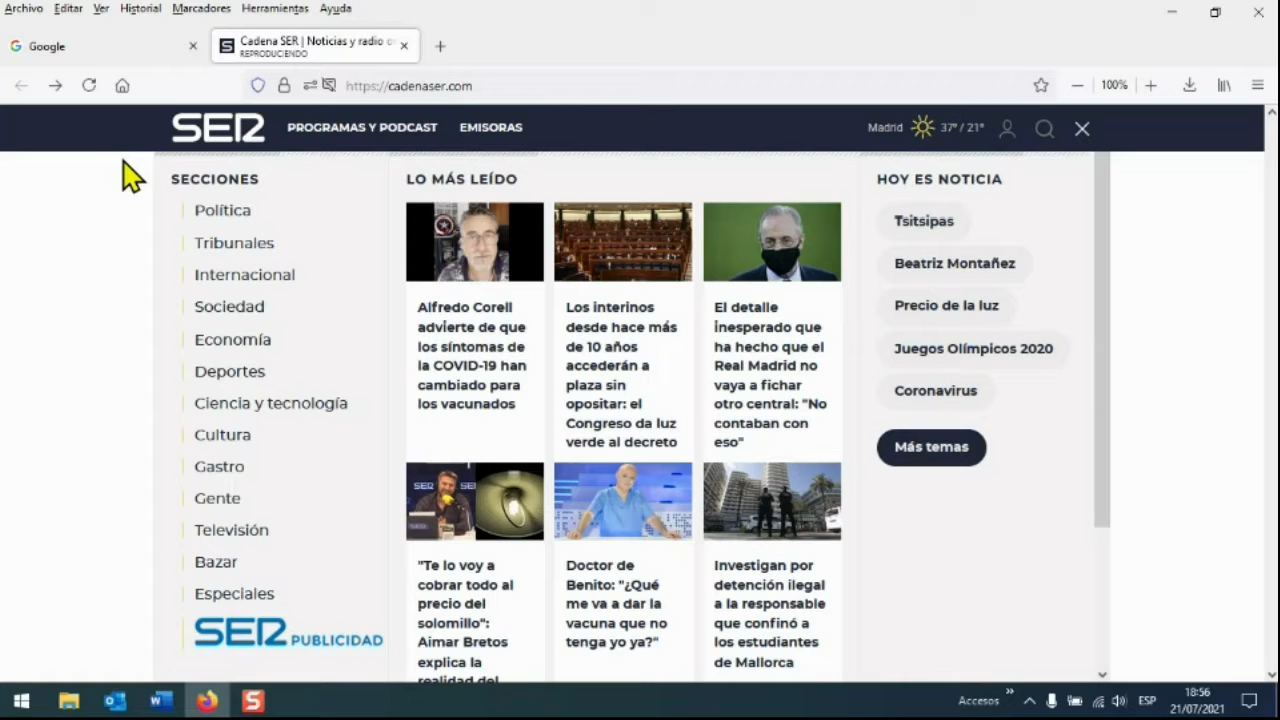 Archivo Editar Ver Historial Marcadores Herramientas Ayuda
Google
Cadena SER | Noticias y radio
REPRODUCIENDO
https://cadenaser.com
100%
SER PROGRAMAS Y PODCAST EMISORAS Madrid 37º / 21º
SECCIONES
Política
Tribunales
Internacional
Sociedad
Economía
Deportes
Ciencia y tecnología
Cultura
Gastro
Gente
Televisión
Bazar
Especiales
SER PUBLICIDAD
LO MÁS LEÍDO
Alfredo Corell
advierte de que
los síntomas de
la COVID-19 han
cambiado para
los vacunados
Los interinos
desde hace más
de 10 años
accederán a
plaza sin
opositar: el
Congreso da luz
verde al decreto
El detalle
inesperado que
ha hecho que el
Real Madrid no
vaya a fichar
otro central: "No
contaban con
eso"
"Te lo voy a
cobrar todo al
precio del
solomillo":
Aimar Bretos
explica la
realidad del
Doctor de
Benito: "¿Qué
me va a dar la
vacuna que no
tenga yo ya?"
Investigan por
detención ilegal
a la responsable
que confinó a
los estudiantes
de Mallorca
HOY ES NOTICIA
Tsitsipas
Beatriz Montañez
Precio de la luz
Juegos Olímpicos 2020
Coronavirus
Más temas
Accesos
ESP
18:56
21/07/2021